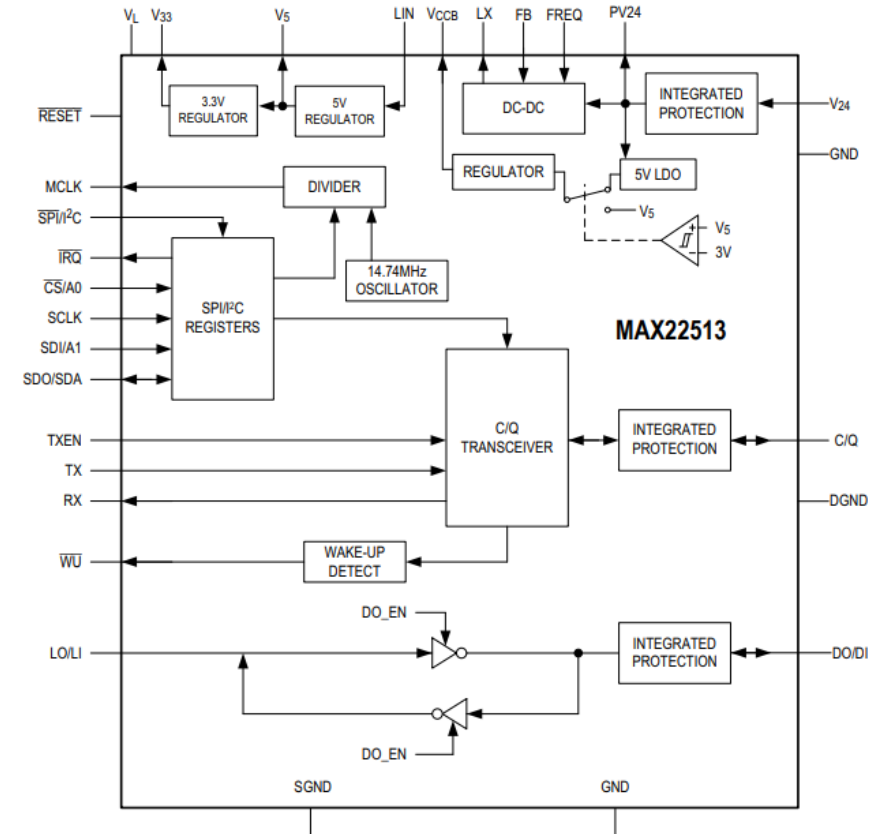 VL V33 V5 LIN VCCB LX FB FREQ PV24
3.3V
REGULATOR
5V
REGULATOR
DC-DC
INTEGRATED
PROTECTION
V24
RESET
GND
REGULATOR
5V LDO
MCLK
DIVIDER
SPI/I2C
V5
V5
3V
IRQ
14.74MHz
OSCILLATOR
CS/A0
SPI/I2C
REGISTERS
SCLK
MAX22513
SDI/A1
SDO/SDA
C/Q
TRANSCEIVER
INTEGRATED
PROTECTION
TXEN
C/Q
TX
RX
DGND
WU
WAKE-UP
DETECT
DO_EN
LO/LI
INTEGRATED
PROTECTION
DO/DI
DO_EN
SGND
GND